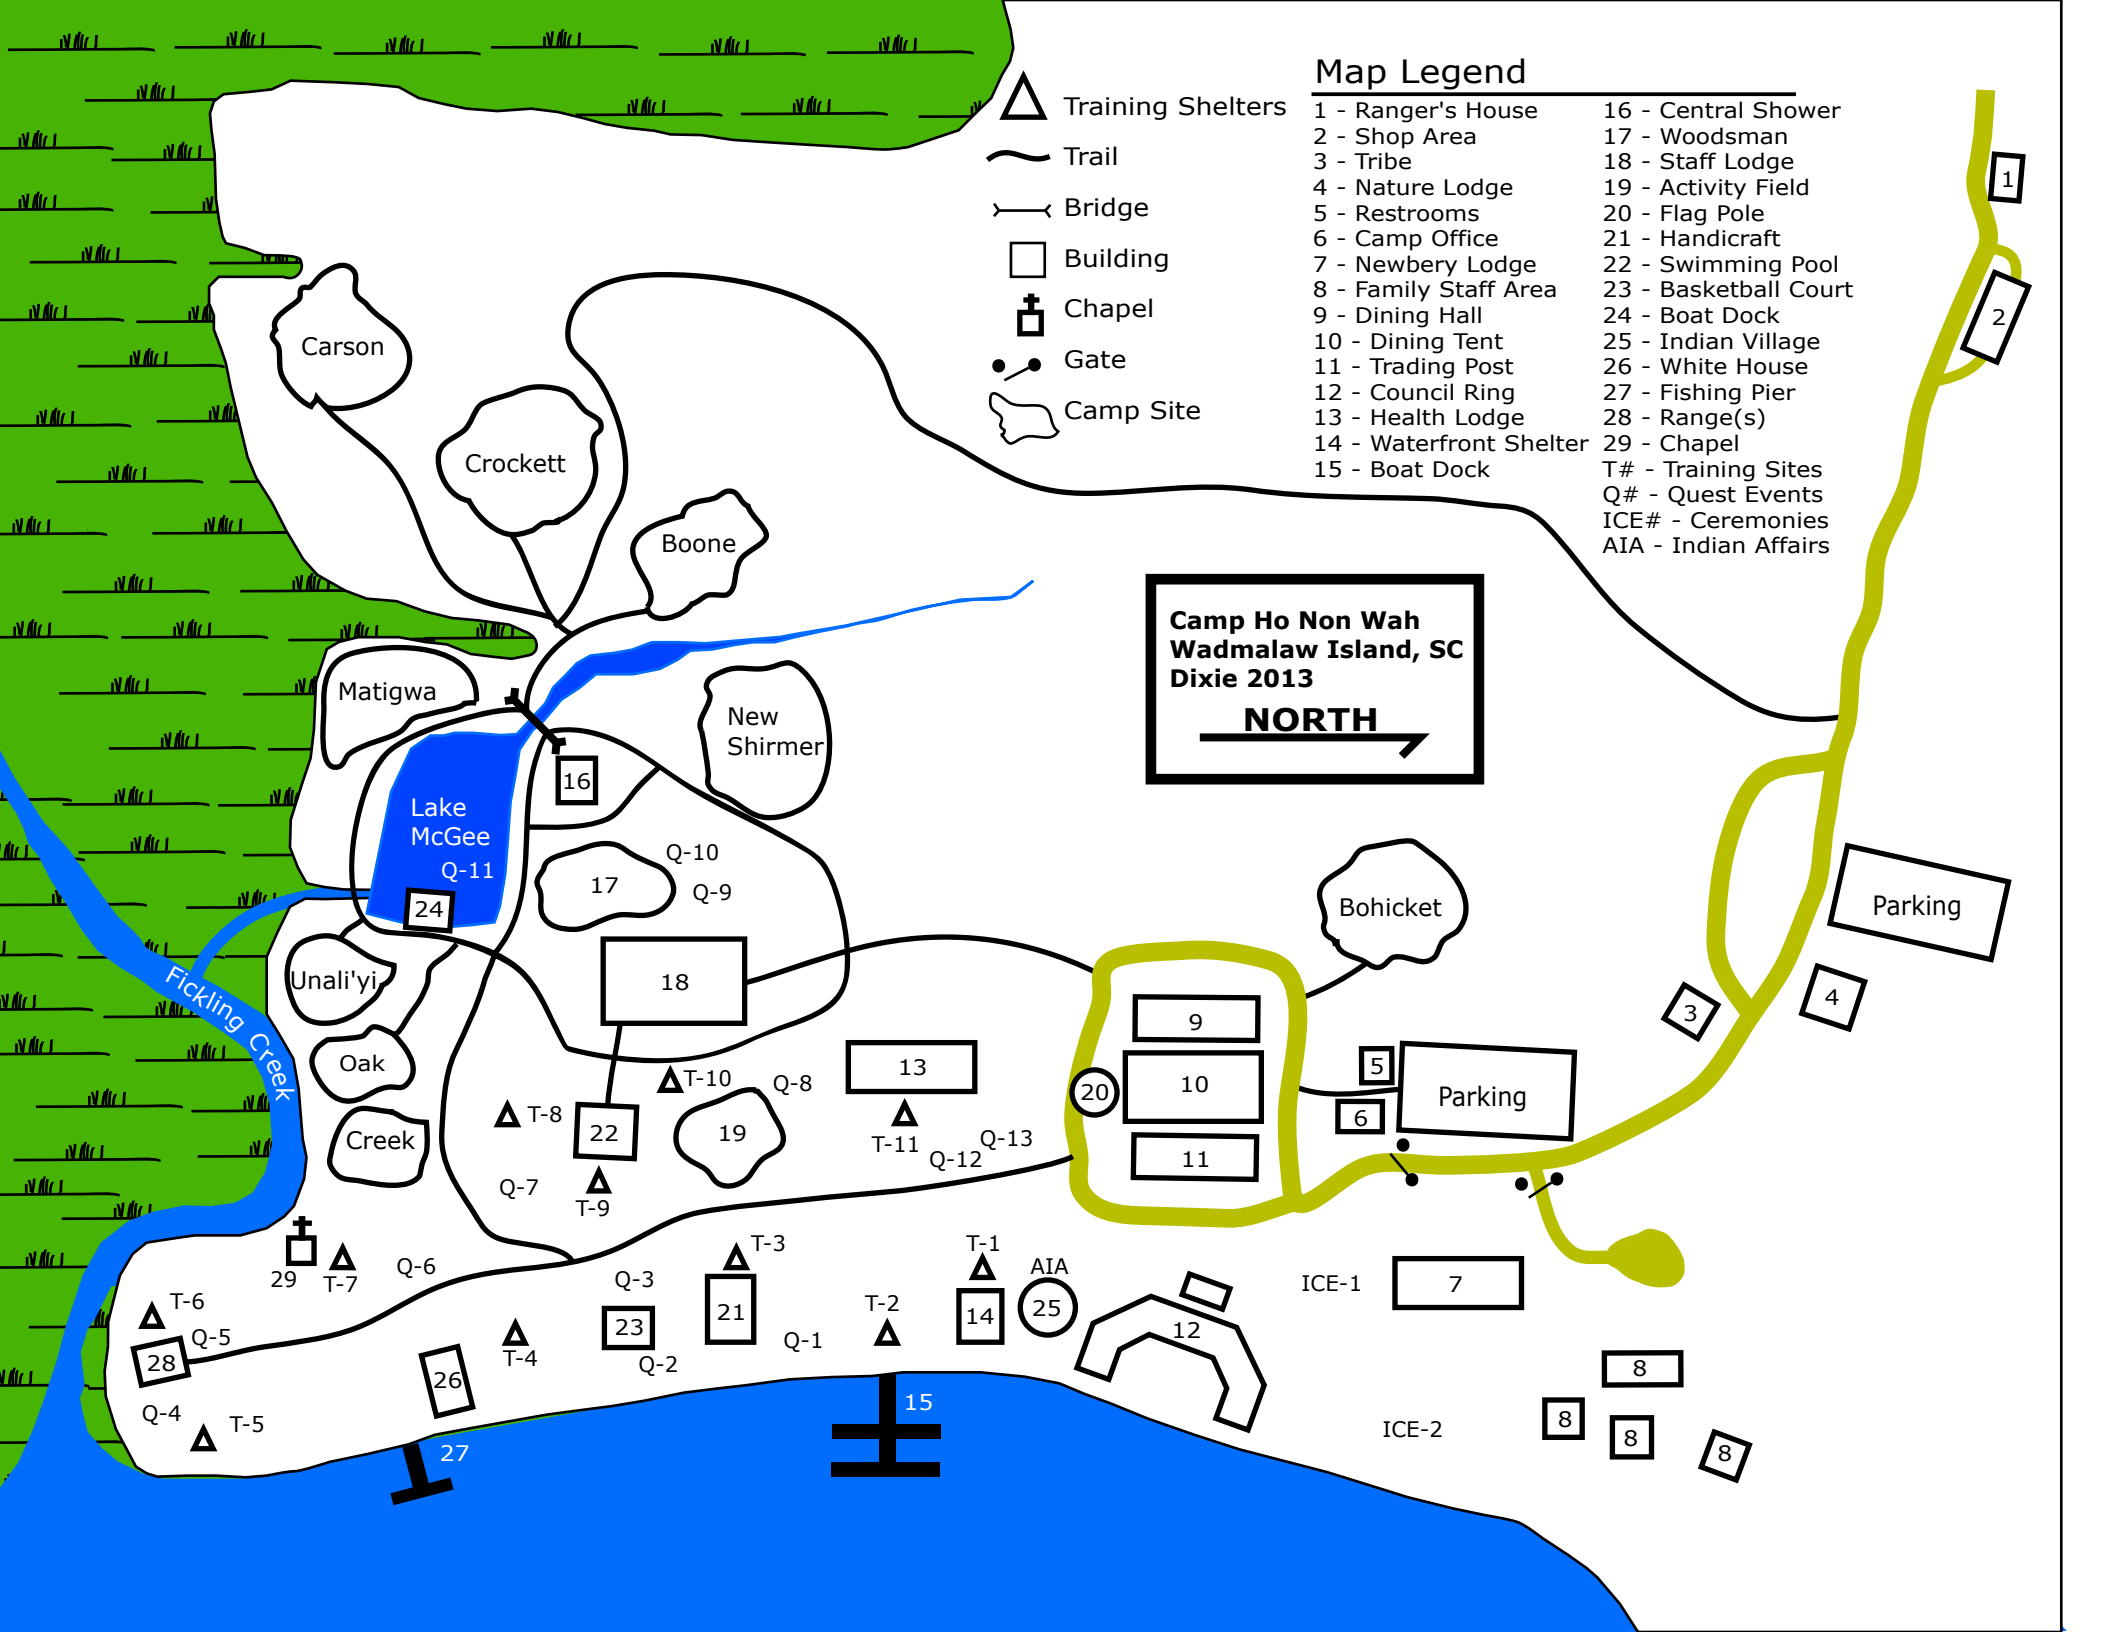 Map Legend
Training Shelters
Trail
Bridge
Building
Chapel
Gate
Camp Site
1 - Ranger's House
2 - Shop Area
3 - Tribe
4 - Nature Lodge
5 - Restrooms
6 - Camp Office
7 - Newbery Lodge
8 - Family Staff Area
9 - Dining Hall
10 - Dining Tent
11 - Trading Post
12 - Council Ring
13 - Health Lodge
14 - Waterfront Shelter
15 - Boat Dock
16 - Central Shower
17 - Woodsman
18 - Staff Lodge
19 - Activity Field
20 - Flag Pole
21 - Handicraft
22 - Swimming Pool
23 - Basketball Court
24 - Boat Dock
25 - Indian Village
26 - White House
27 - Fishing Pier
28 - Range(s)
29 - Chapel
T# - Training Sites
Q# - Quest Events
ICE# - Ceremonies
AIA - Indian Affairs
1
2
Carson
Crockett
Boone
Camp Ho Non Wah
Wadmalaw Island, SC
Dixie 2013
NORTH
Matigwa
New
Shirmer
16
Lake
McGee
Q-11
24
17
Q-10
Q-9
Bohicket
Parking
Unali'yi
18
Fickling Creek
9
3
4
Oak
T-10
Q-8
13
20
10
5
Parking
6
Creek
T-8
22
19
T-11
Q-12
Q-13
11
Q-7
T-9
29
T-7
Q-6
Q-3
T-3
T-1
AIA
ICE-1
7
T-6
Q-5
28
T-4
23
Q-2
21
Q-1
T-2
14
25
12
26
Q-4
T-5
27
15
ICE-2
8
8
8
8